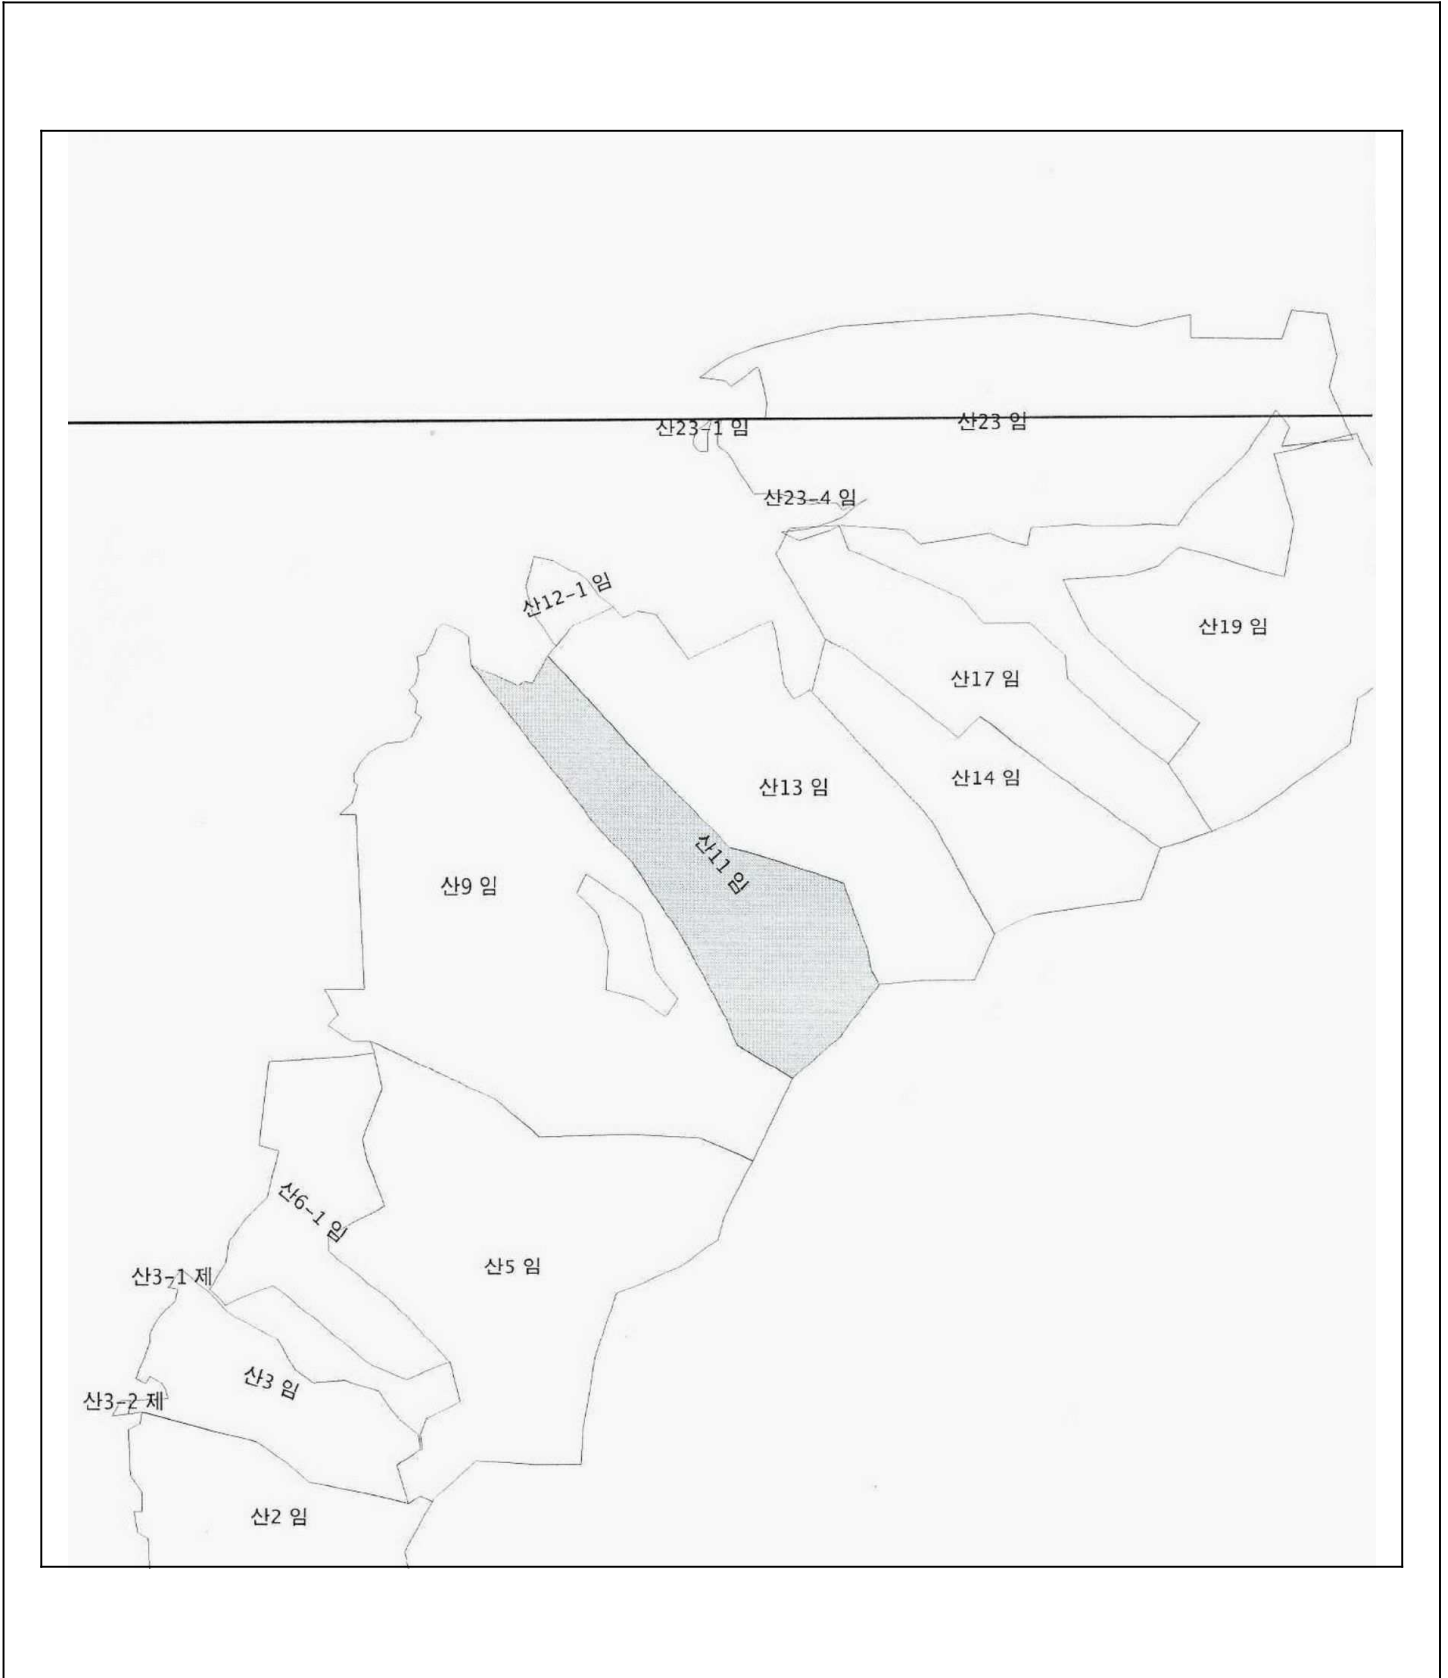 산23 임
산23-1 임
산23-4 임
산12-1 임
산19 임
산17 임
산14 임
산13 임
산11 임
산9 임
산6-1 임
산5 임
산3-1 제
산3 임
산3-2 제
산2 임